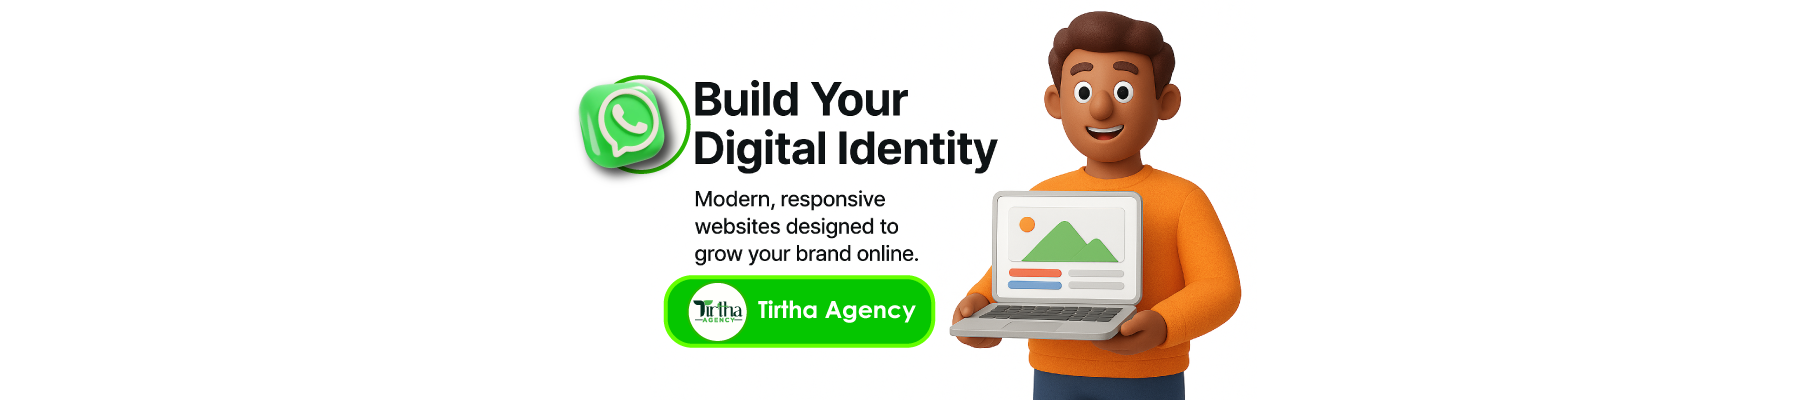 Build Your
Digital Identity
Modern, responsive
websites designed to
grow your brand online.
Tirtha
AGENCY
Tirtha Agency